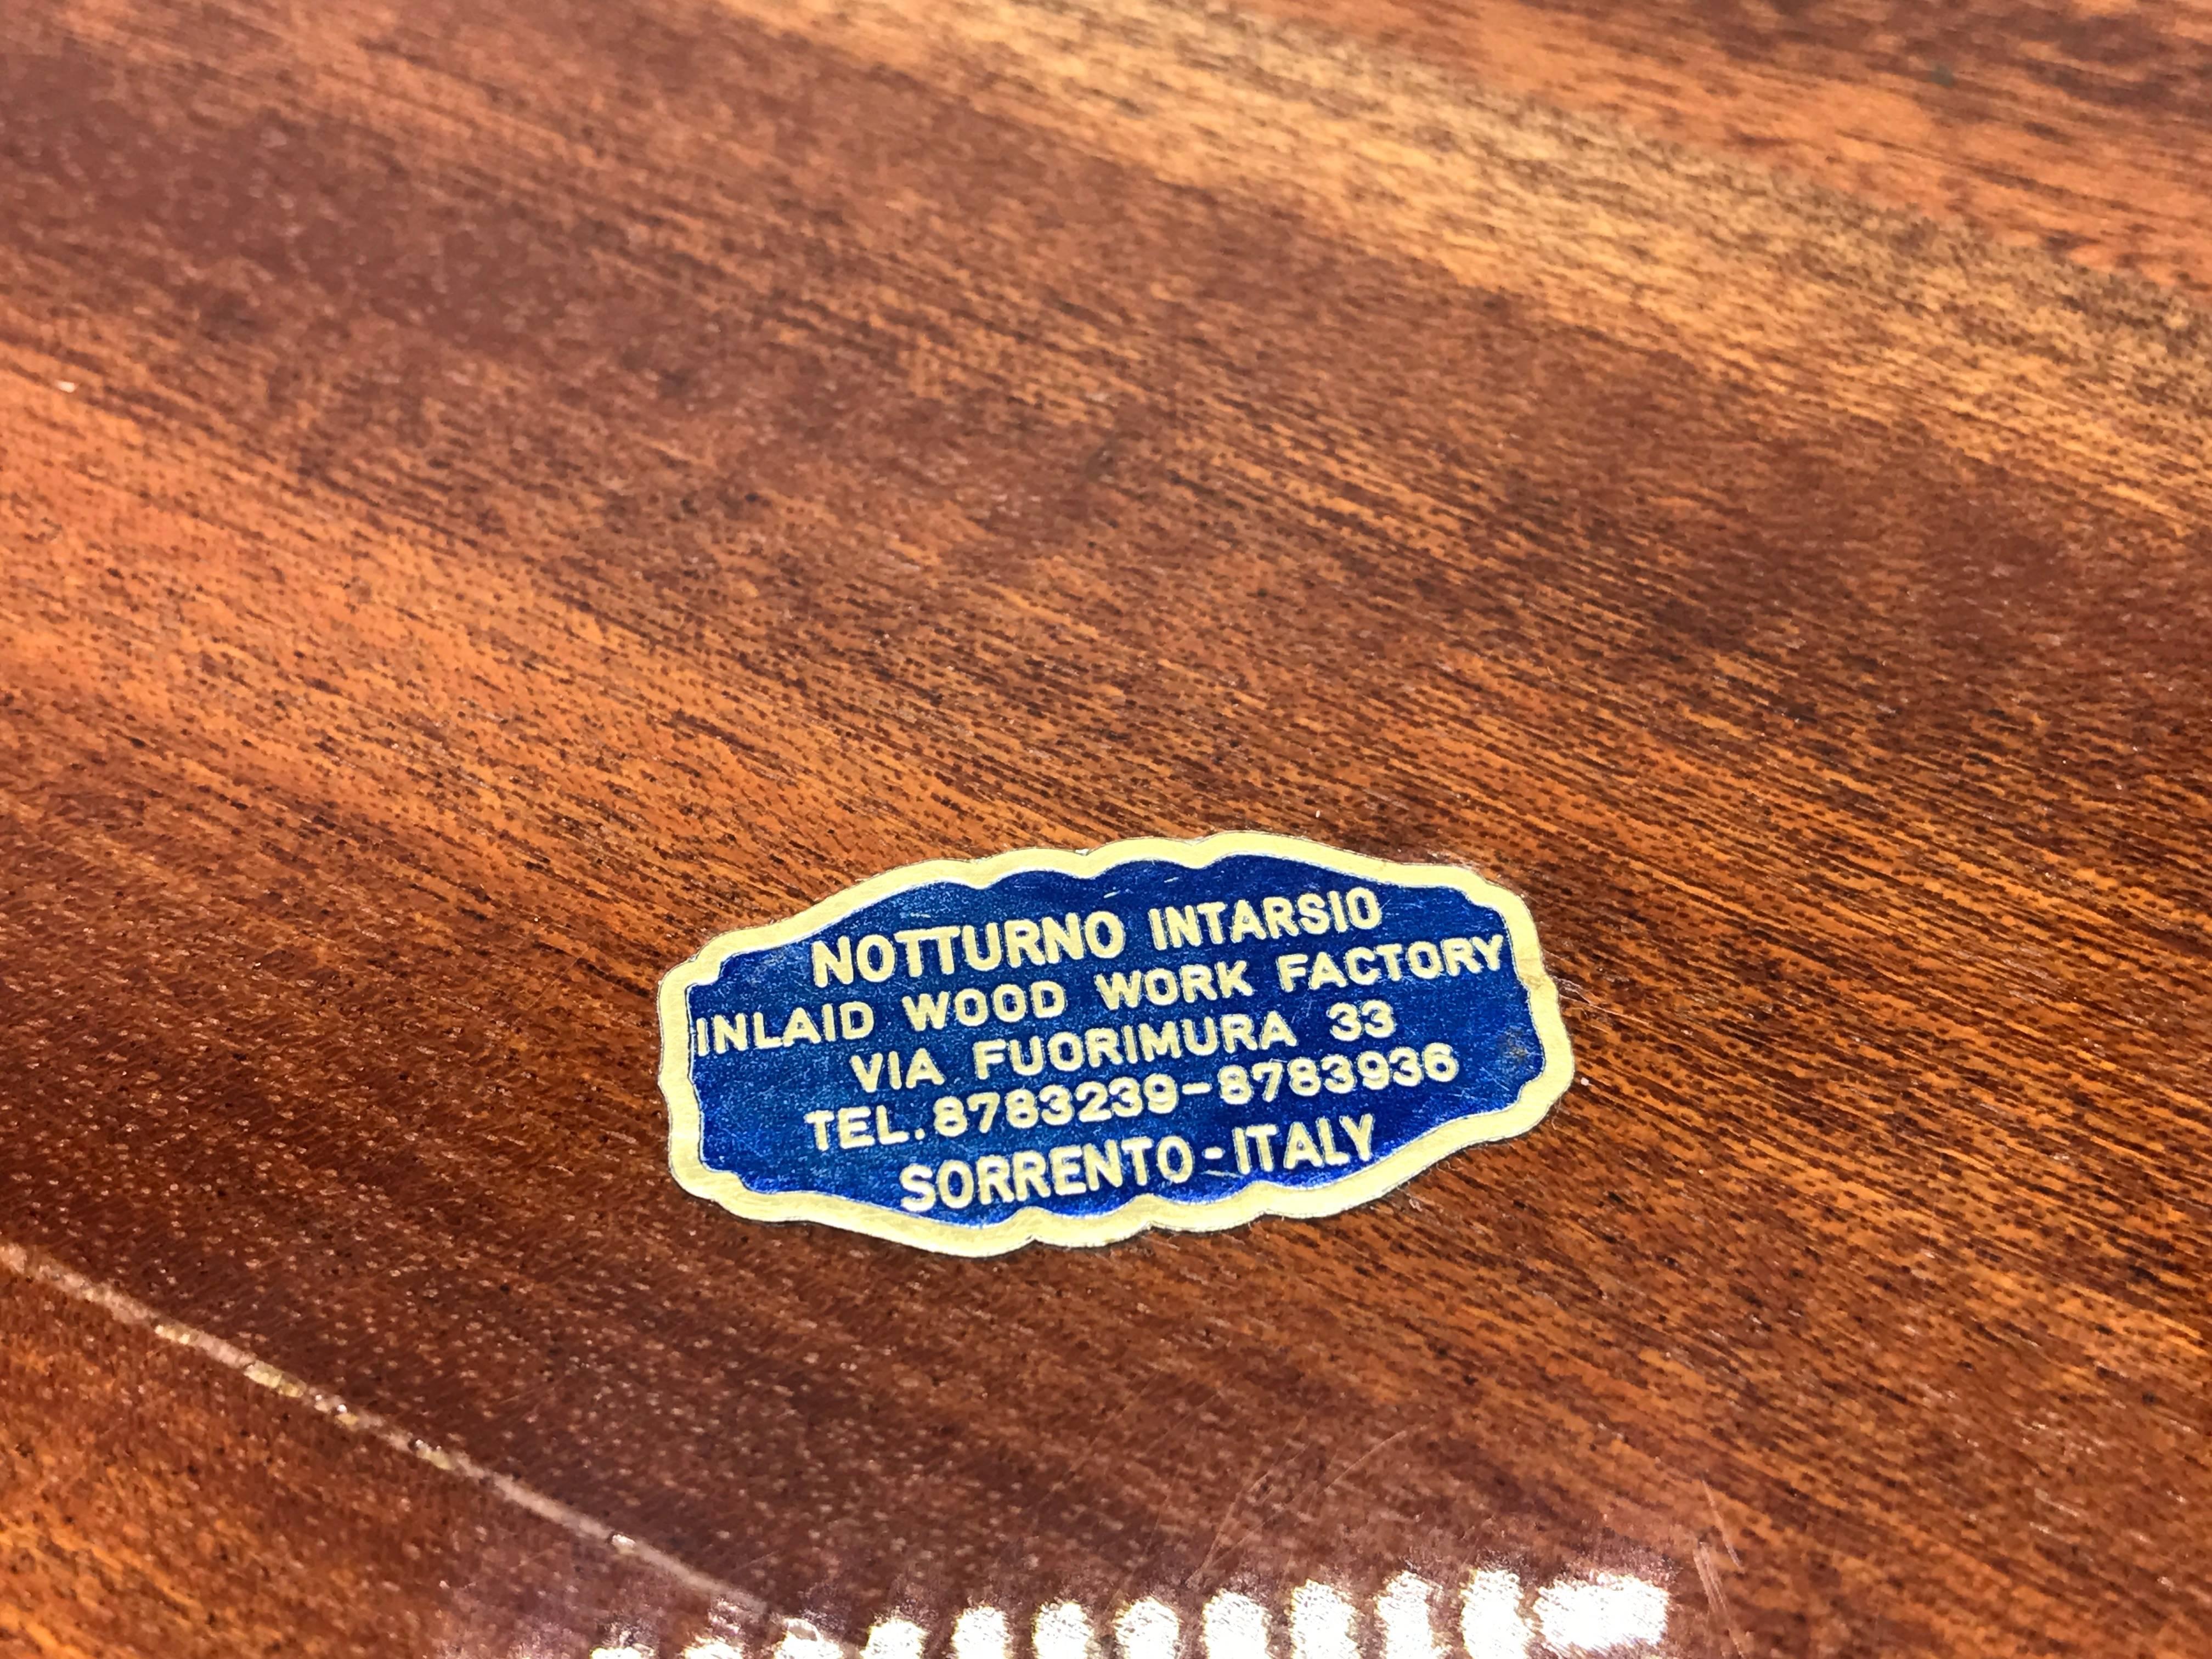 NOTTURNO INTARSIO
INLAID WOOD WORK FACTORY
VIA FUORIMURA 33
TEL. 8783239-8783936
SORRENTO-ITALY